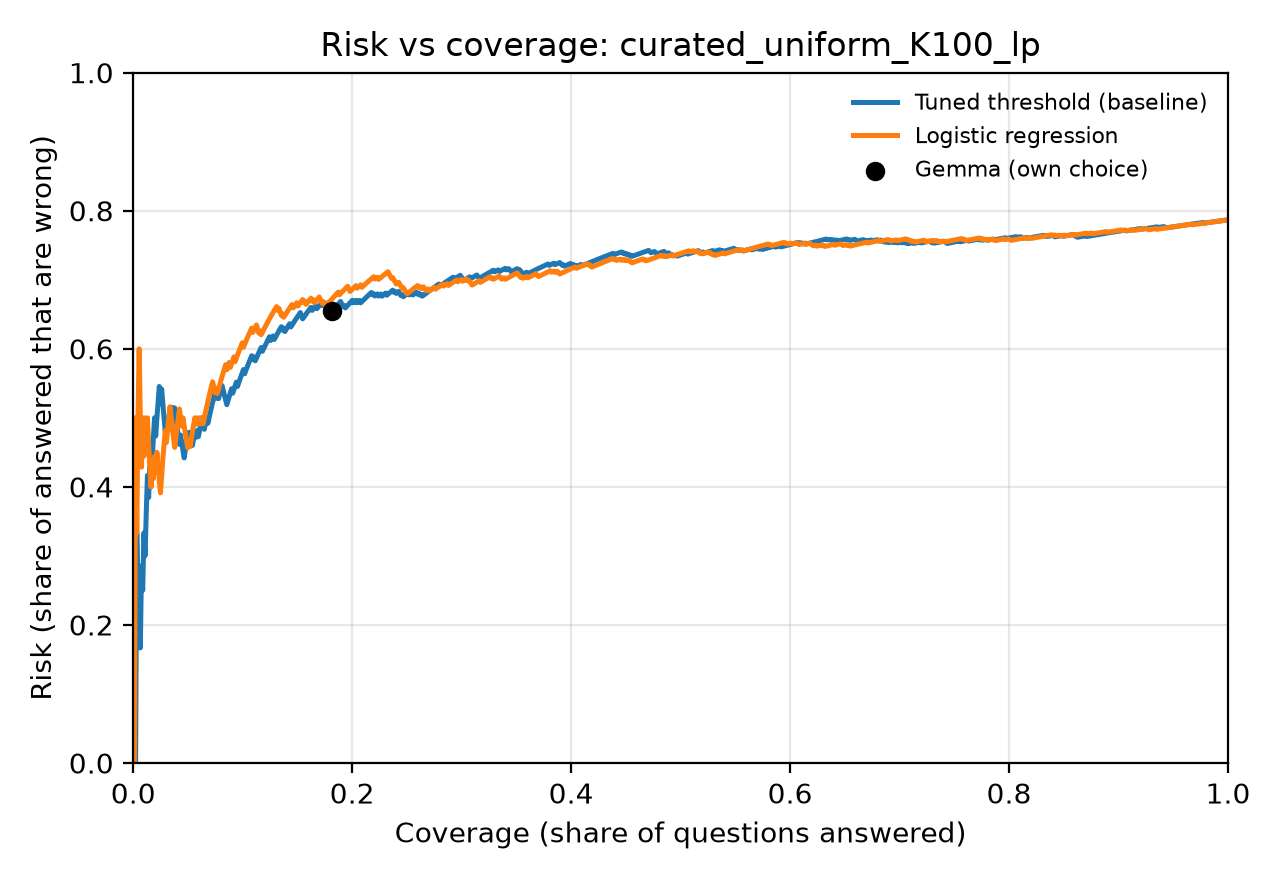 Risk vs coverage: curated_uniform_K100_lp
Tuned threshold (baseline)
Logistic regression
Gemma (own choice)
Risk (share of answered that are wrong)
1.0
0.8
0.6
0.4
0.2
0.0
0.0 0.2 0.4 0.6 0.8 1.0
Coverage (share of questions answered)